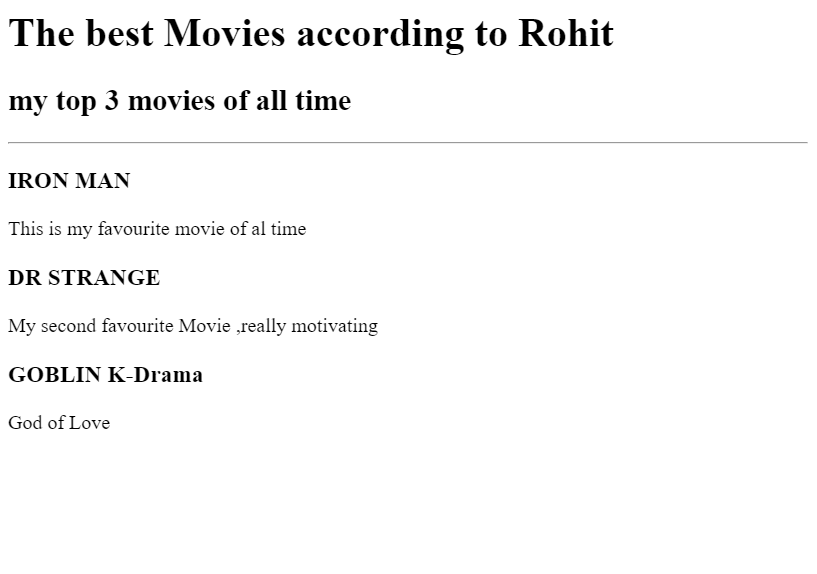 The best Movies according to Rohit
my top 3 movies of all time
IRON MAN
This is my favourite movie of al time
DR STRANGE
My second favourite Movie ,really motivating
GOBLIN K-Drama
God of Love